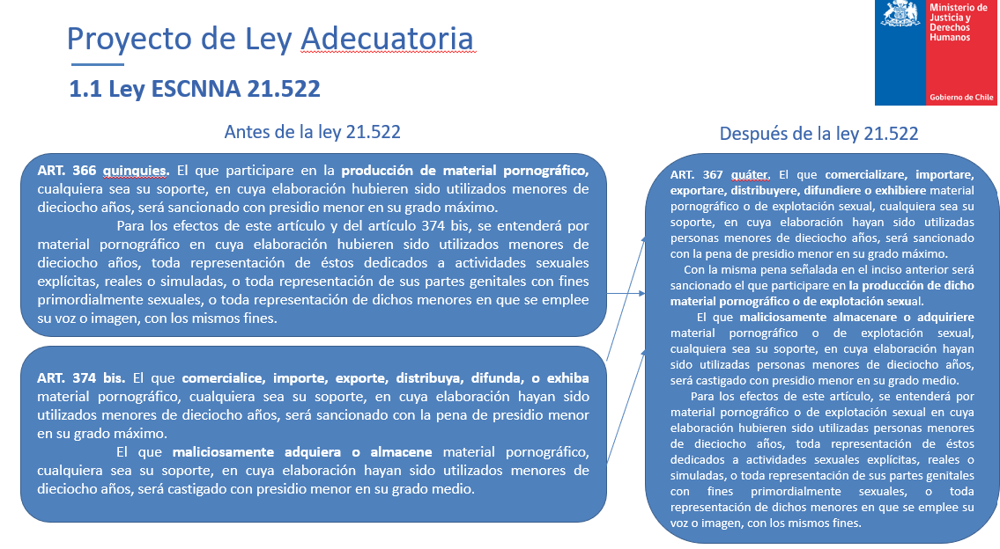 Proyecto de Ley Adecuatoria
Ministerio de
Justicia y
Derechos
Humanos
Gobierno de Chile
1.1 Ley ESCNNA 21.522
Antes de la ley 21.522
ART. 366 quinquies. El que participare en la producción de material pornográfico,
cualquiera sea su soporte, en cuya elaboración hubieren sido utilizados menores de
dieciocho años, será sancionado con presidio menor en su grado máximo.
Para los efectos de este artículo y del artículo 374 bis, se entenderá por
material pornográfico en cuya elaboración hubieren sido utilizados menores de
dieciocho años, toda representación de éstos dedicados a actividades sexuales
explícitas, reales o simuladas, o toda representación de sus partes genitales con fines
primordialmente sexuales, o toda representación de dichos menores en que se emplee
su voz o imagen, con los mismos fines.
ART. 374 bis. El que comercialice, importe, exporte, distribuya, difunda, o exhiba
material pornográfico, cualquiera sea su soporte, en cuya elaboración hayan sido
utilizados menores de dieciocho años, será sancionado con la pena de presidio menor
en su grado máximo.
El que maliciosamente adquiera o almacene material pornográfico,
cualquiera sea su soporte, en cuya elaboración hayan sido utilizados menores de
dieciocho años, será castigado con presidio menor en su grado medio.
Después de la ley 21.522
ART. 367 quáter. El que comercializare, importare,
exportare, distribuyere, difundiere o exhibiere material
pornográfico o de explotación sexual, cualquiera sea su
soporte, en cuya elaboración hayan sido utilizadas
personas menores de dieciocho años, será sancionado
con la pena de presidio menor en su grado máximo.
Con la misma pena señalada en el inciso anterior será
sancionado el que participare en la producción de dicho
material pornográfico o de explotación sexual.
El que maliciosamente almacenare o adquiriere
material pornográfico o de explotación sexual,
cualquiera sea su soporte, en cuya elaboración hayan
sido utilizadas personas menores de dieciocho años,
será castigado con presidio menor en su grado medio.
Para los efectos de este artículo, se entenderá por
material pornográfico o de explotación sexual en cuya
elaboración hubieren sido utilizadas personas menores
de dieciocho años, toda representación de éstos
dedicados a actividades sexuales explícitas, reales o
simuladas, o toda representación de sus partes genitales
con fines primordialmente sexuales, o toda
representación de dichos menores en que se emplee su
voz o imagen, con los mismos fines.